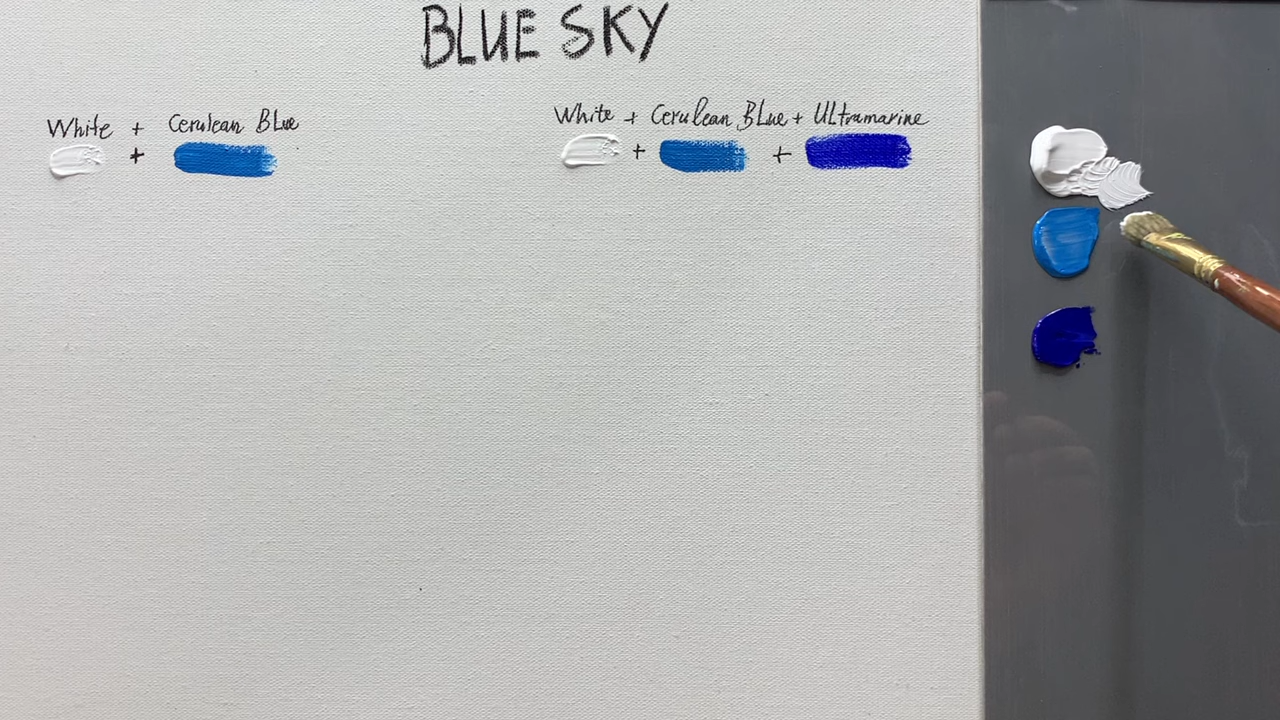 BLUE SKY
White + Cerulean BLue
+
White + Cerulean BLue + ULtramarine
+ +